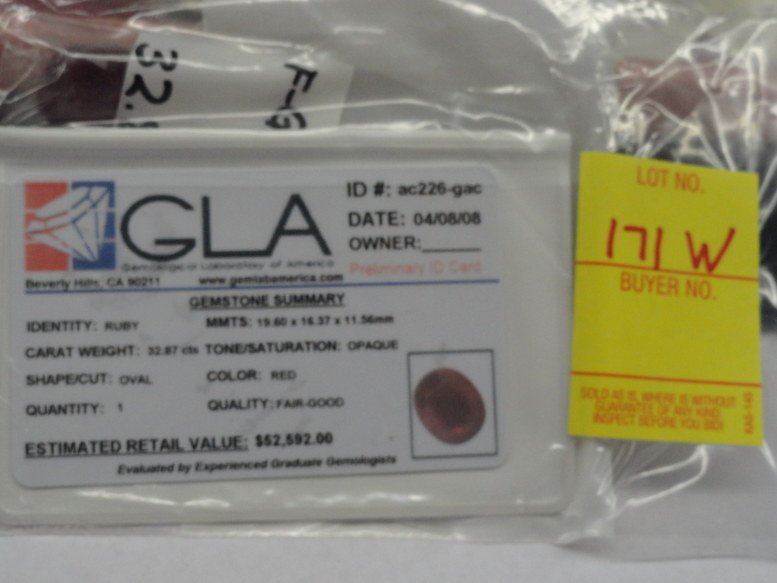 32.
F-G
GLA
Gemological Laboratory of America
Beverly Hills, CA 90211 www.gemlabamerica.com
ID #: ac226-gac
DATE: 04/08/08
OWNER:______
Preliminary ID Card
GEMSTONE SUMMARY
IDENTITY: RUBY MMTS: 19.60 x 16.37 x 11.56mm
CARAT WEIGHT: 32.87 cts TONE/SATURATION: OPAQUE
SHAPE/CUT: OVAL COLOR: RED
QUANTITY: 1 QUALITY: FAIR-GOOD
ESTIMATED RETAIL VALUE: $52,592.00
Evaluated by Experienced Graduate Gemologists
LOT NO.
171 W
BUYER NO.
SOLD AS IS, WHERE IS WITHOUT
GUARANTEE OF ANY KIND.
INSPECT BEFORE YOU BID!